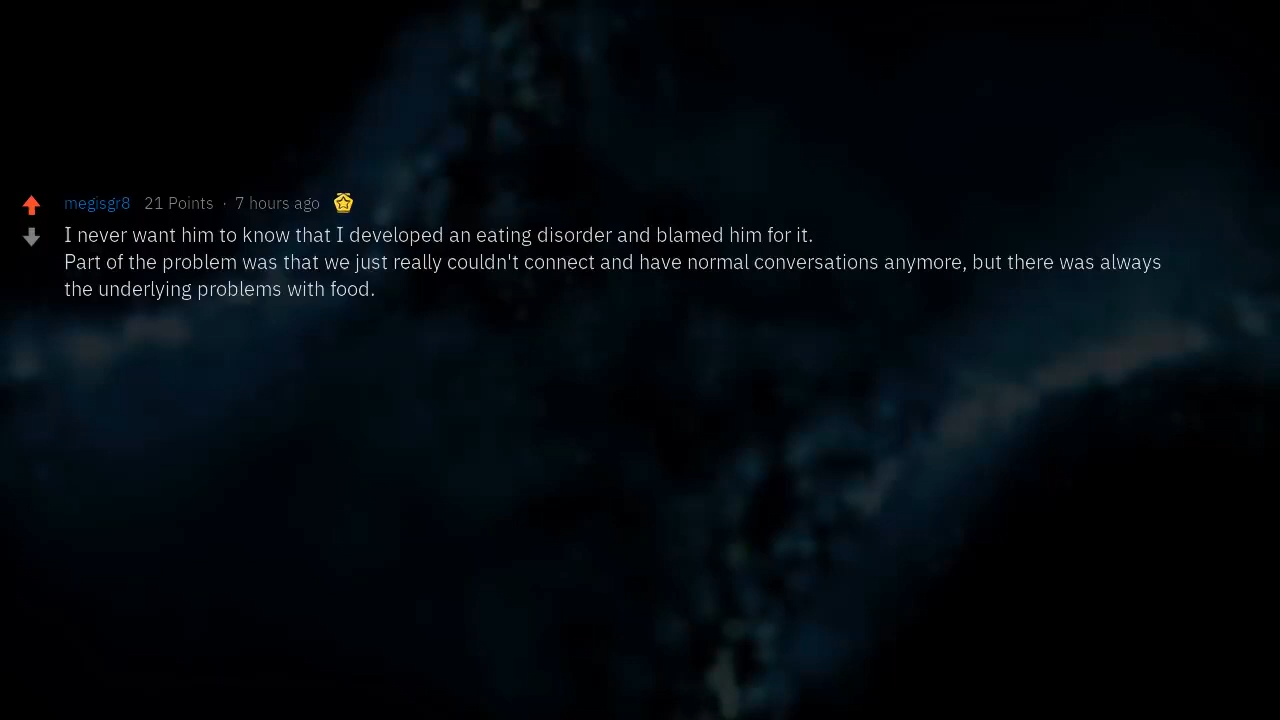 megisgr8 21 Points · 7 hours ago
I never want him to know that I developed an eating disorder and blamed him for it.
Part of the problem was that we just really couldn't connect and have normal conversations anymore, but there was always
the underlying problems with food.